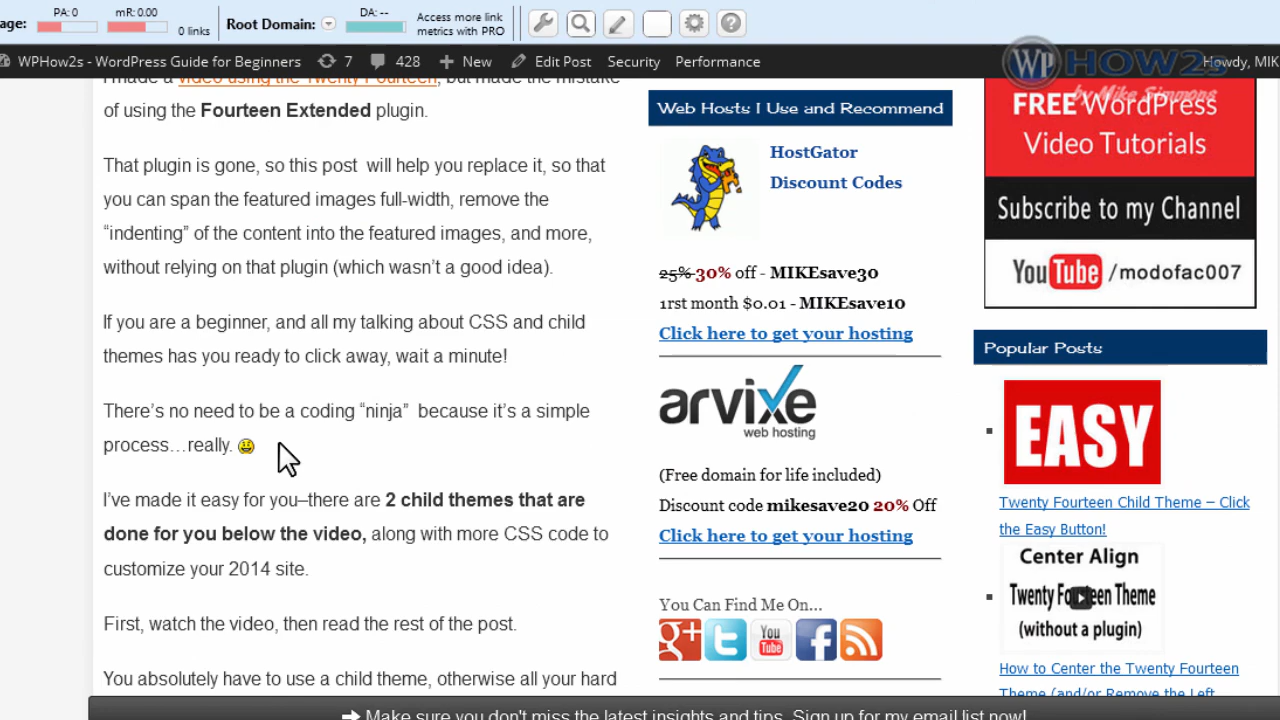 age:
PA: 0
mR: 0.00
0 links
Root Domain:
DA: --
Access more link
metrics with PRO
WPHow2s - WordPress Guide for Beginners
7
428
New
Edit Post
Security
Performance
Howdy, MIK
WP HOW2s
by Mike Simmons
I made a video using the Twenty Fourteen, but made the mistake
of using the Fourteen Extended plugin.
That plugin is gone, so this post will help you replace it, so that
you can span the featured images full-width, remove the
“indenting” of the content into the featured images, and more,
without relying on that plugin (which wasn’t a good idea).
If you are a beginner, and all my talking about CSS and child
themes has you ready to click away, wait a minute!
There’s no need to be a coding “ninja” because it’s a simple
process…really.
I’ve made it easy for you–there are 2 child themes that are
done for you below the video, along with more CSS code to
customize your 2014 site.
First, watch the video, then read the rest of the post.
You absolutely have to use a child theme, otherwise all your hard
Web Hosts I Use and Recommend
HostGator
Discount Codes
25% 30% off - MIKEsave30
1rst month $0.01 - MIKEsave10
Click here to get your hosting
arvixe
web hosting
(Free domain for life included)
Discount code mikesave20 20% Off
Click here to get your hosting
You Can Find Me On...
g+
You
Tube
FREE WordPress
Video Tutorials
Subscribe to my Channel
YouTube /modofac007
Popular Posts
EASY
Twenty Fourteen Child Theme – Click
the Easy Button!
Center Align
Twenty Fourteen Theme
(without a plugin)
How to Center the Twenty Fourteen
Theme (and/or Remove the Left
Make sure you don't miss the latest insights and tips. Sign up for my email list now!